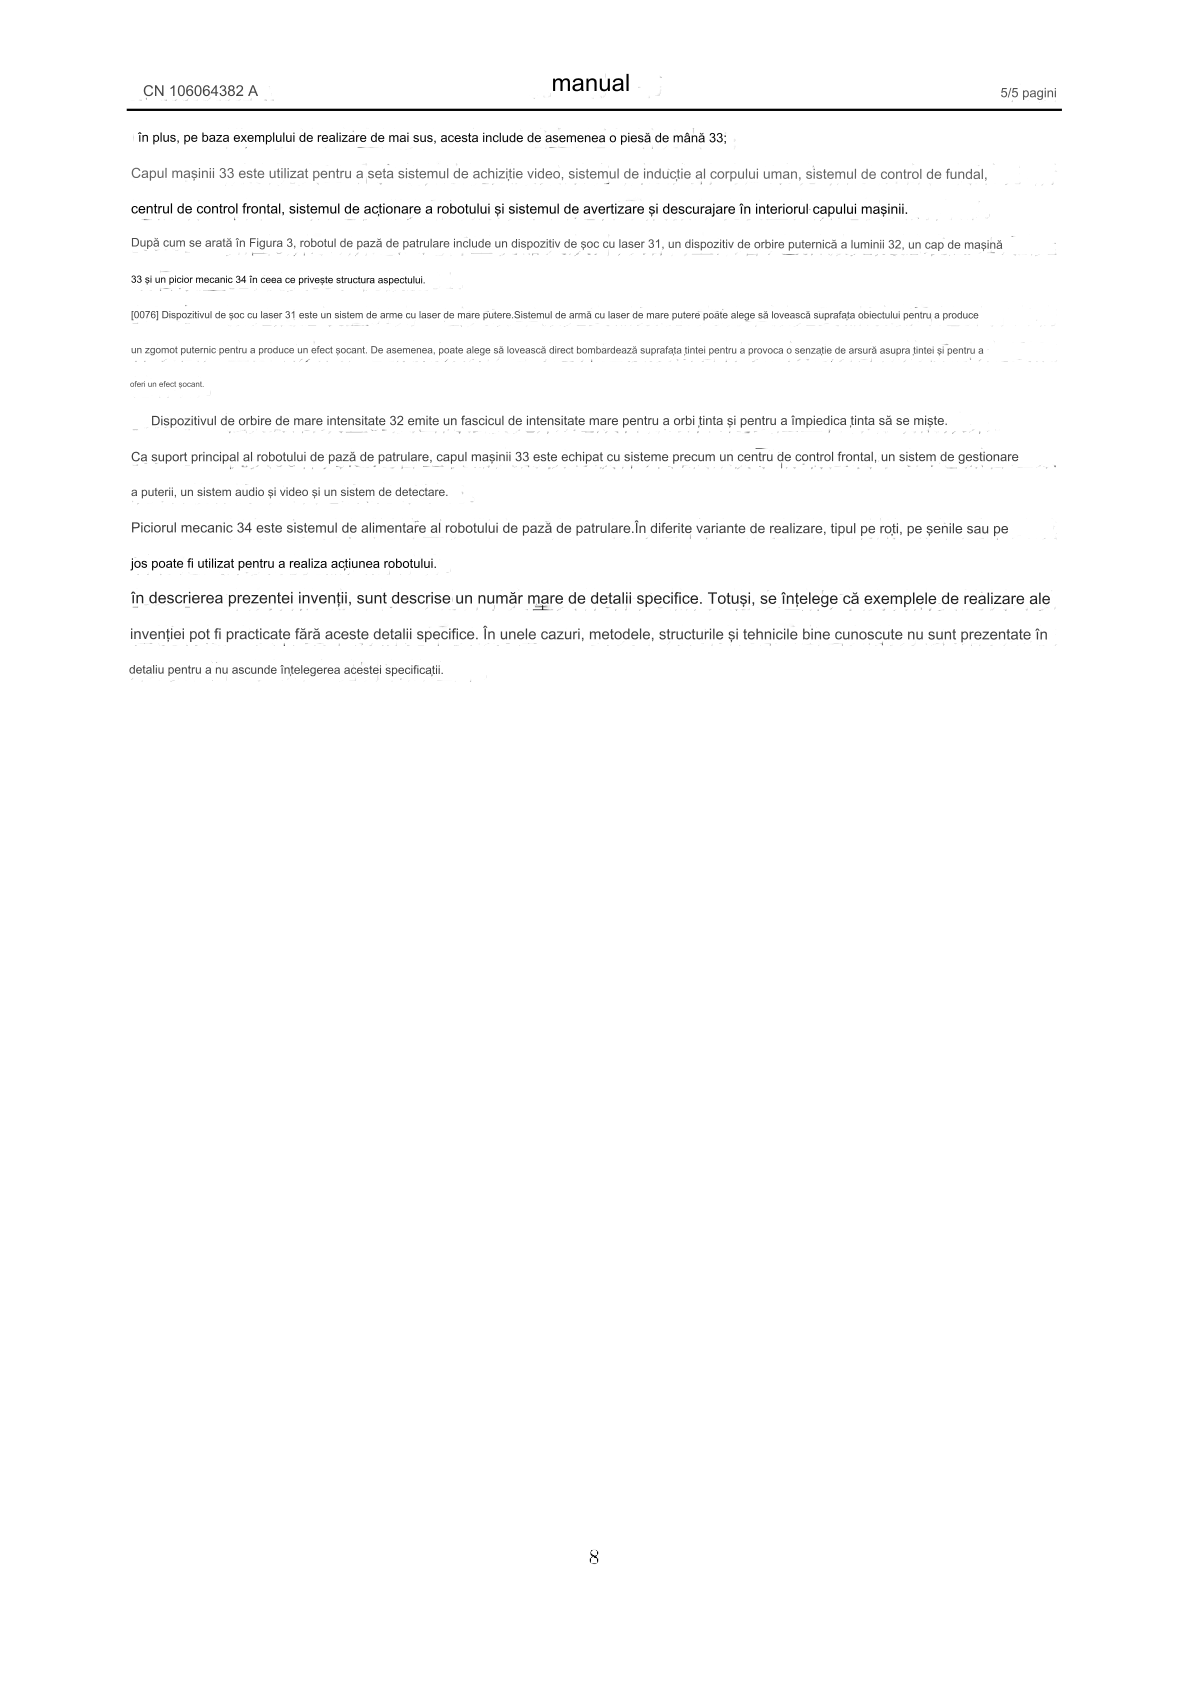 CN 106064382 A
manual
5/5 pagini
în plus, pe baza exemplului de realizare de mai sus, acesta include de asemenea o piesă de mână 33;
Capul mașinii 33 este utilizat pentru a seta sistemul de achiziție video, sistemul de inducție al corpului uman, sistemul de control de fundal,
centrul de control frontal, sistemul de acționare a robotului și sistemul de avertizare și descurajare în interiorul capului mașinii.
După cum se arată în Figura 3, robotul de pază de patrulare include un dispozitiv de șoc cu laser 31, un dispozitiv de orbire puternică a luminii 32, un cap de mașină
33 și un picior mecanic 34 în ceea ce privește structura aspectului.
[0076] Dispozitivul de șoc cu laser 31 este un sistem de arme cu laser de mare putere.Sistemul de armă cu laser de mare putere poate alege să lovească suprafața obiectului pentru a produce
un zgomot puternic pentru a produce un efect șocant. De asemenea, poate alege să lovească direct bombardează suprafața țintei pentru a provoca o senzație de arsură asupra țintei și pentru a
oferi un efect șocant.
Dispozitivul de orbire de mare intensitate 32 emite un fascicul de intensitate mare pentru a orbi ținta și pentru a împiedica ținta să se miște.
Ca suport principal al robotului de pază de patrulare, capul mașinii 33 este echipat cu sisteme precum un centru de control frontal, un sistem de gestionare
a puterii, un sistem audio și video și un sistem de detectare.
Piciorul mecanic 34 este sistemul de alimentare al robotului de pază de patrulare.În diferite variante de realizare, tipul pe roți, pe șenile sau pe
jos poate fi utilizat pentru a realiza acțiunea robotului.
în descrierea prezentei invenții, sunt descrise un număr mare de detalii specifice. Totuși, se înțelege că exemplele de realizare ale
invenției pot fi practicate fără aceste detalii specifice. În unele cazuri, metodele, structurile și tehnicile bine cunoscute nu sunt prezentate în
detaliu pentru a nu ascunde înțelegerea acestei specificații.
8